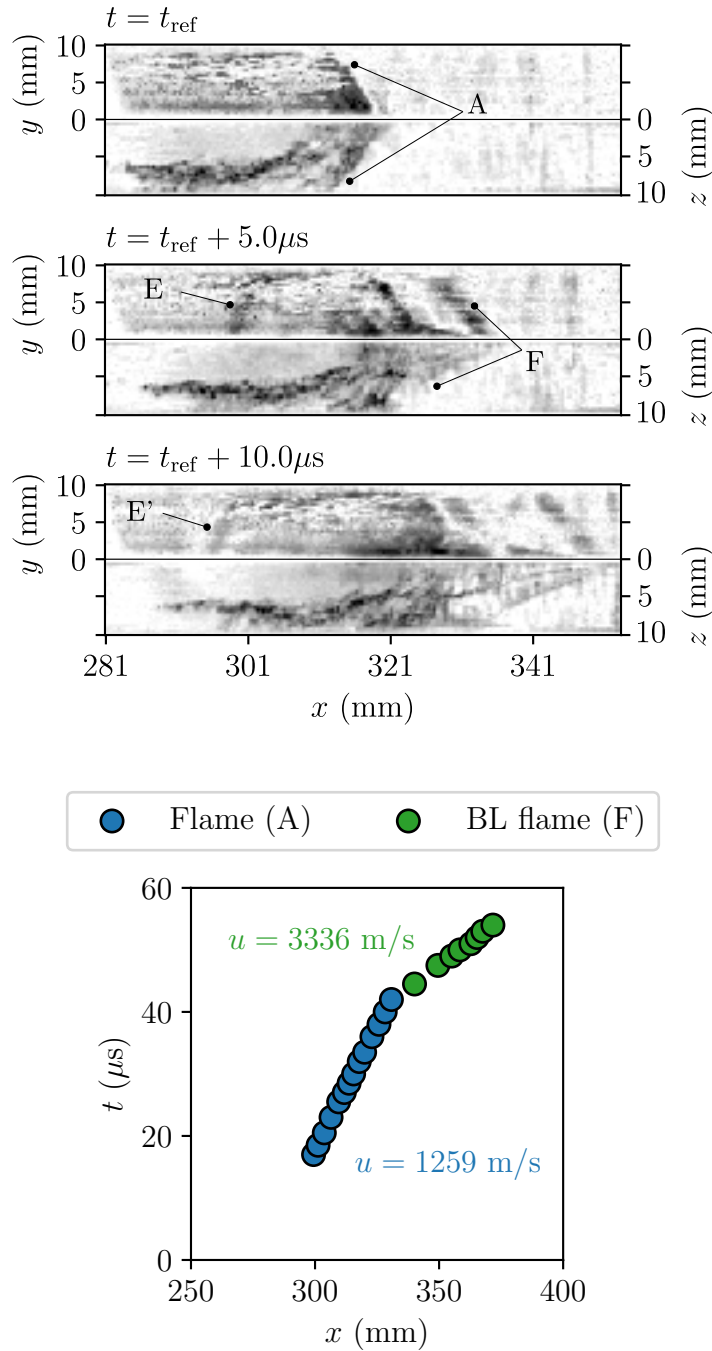 t = t_ref
10
5
0
y (mm)
A
0
5
10
z (mm)
t = t_ref + 5.0μs
10
5
0
y (mm)
E
F
0
5
10
z (mm)
t = t_ref + 10.0μs
10
5
0
y (mm)
E'
0
5
10
z (mm)
281 301 321 341
x (mm)
Flame (A) BL flame (F)
60
40
20
0
t (μs)
u = 3336 m/s
u = 1259 m/s
250 300 350 400
x (mm)